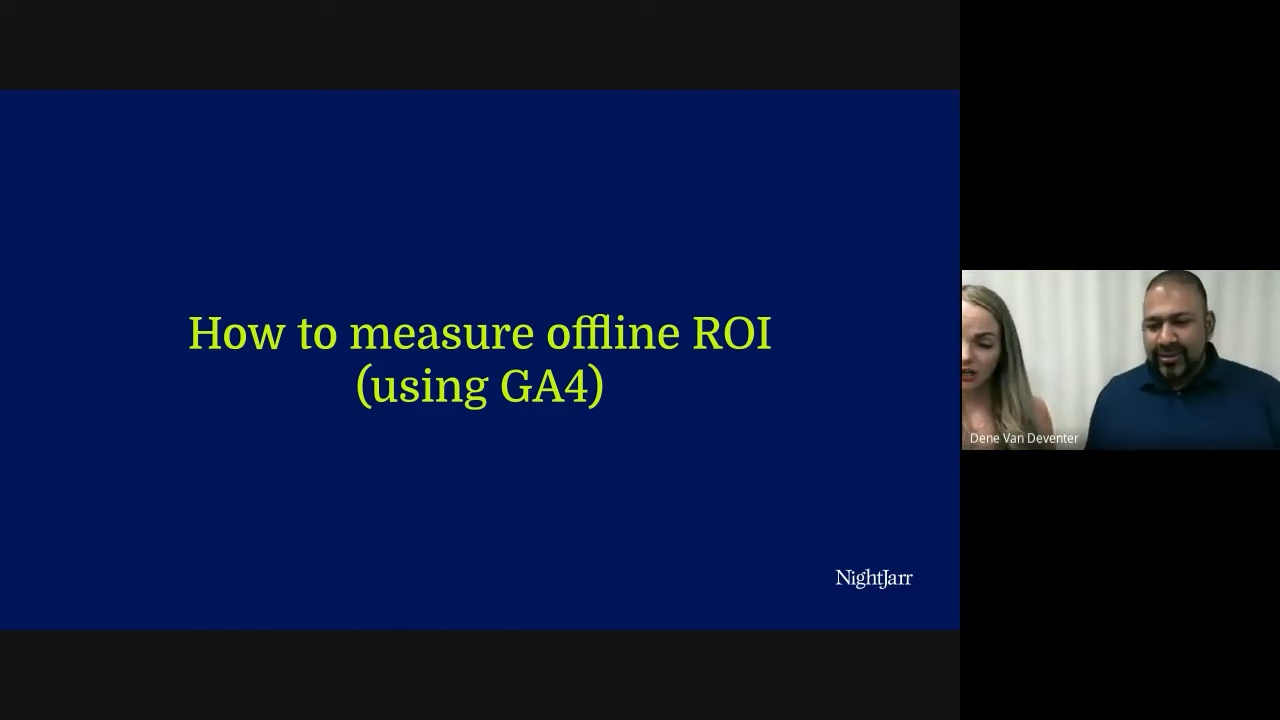 How to measure offline ROI
(using GA4)
NightJarr
Dene Van Deventer